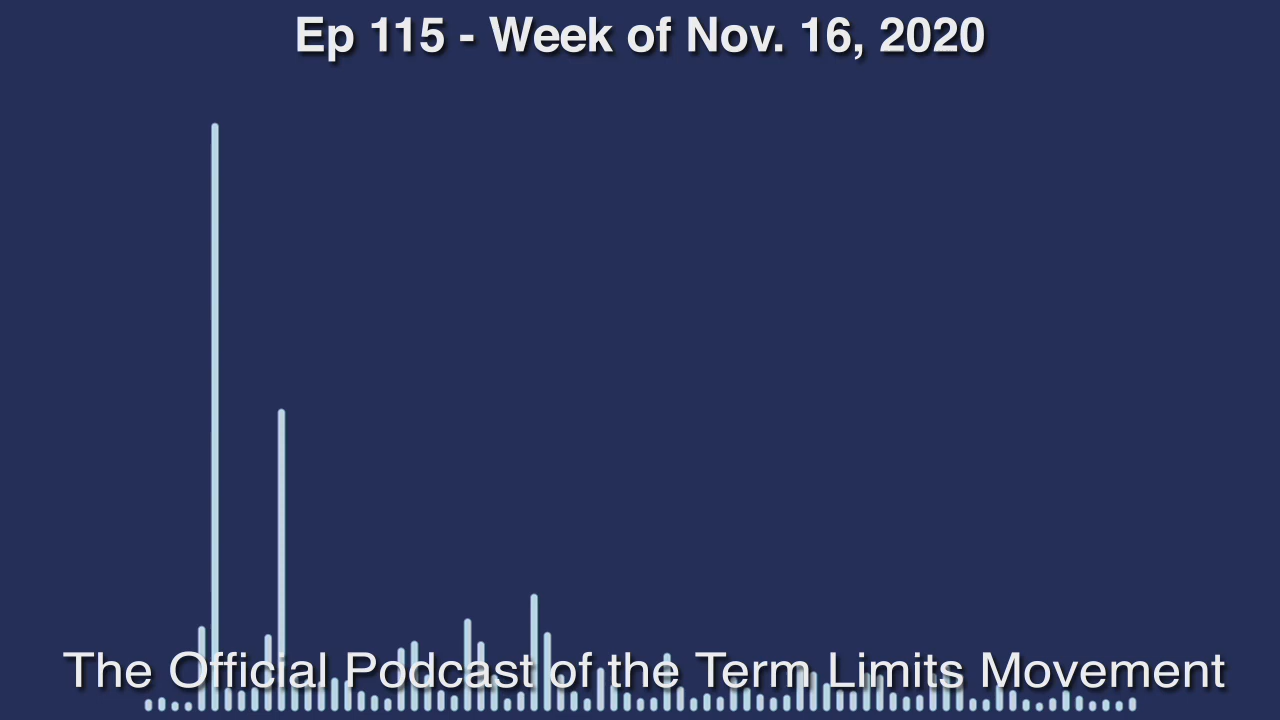 Ep 115 - Week of Nov. 16, 2020
The Official Podcast of the Term Limits Movement